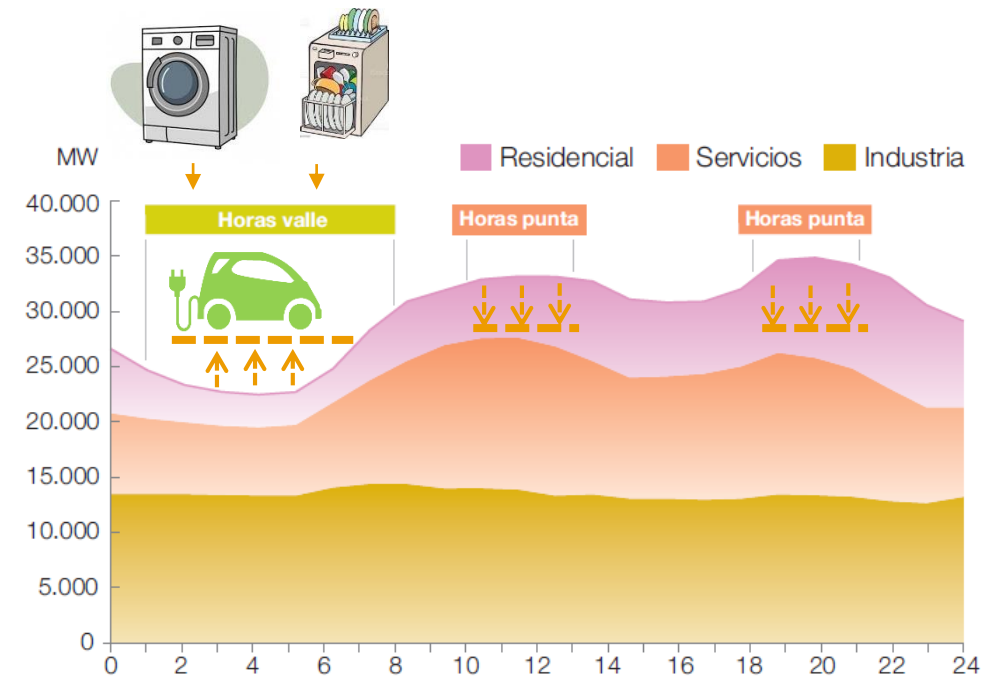 MW
Residencial
Servicios
Industria
40.000
35.000
30.000
25.000
20.000
15.000
10.000
5.000
0
Horas valle
Horas punta
Horas punta
0 2 4 6 8 10 12 14 16 18 20 22 24